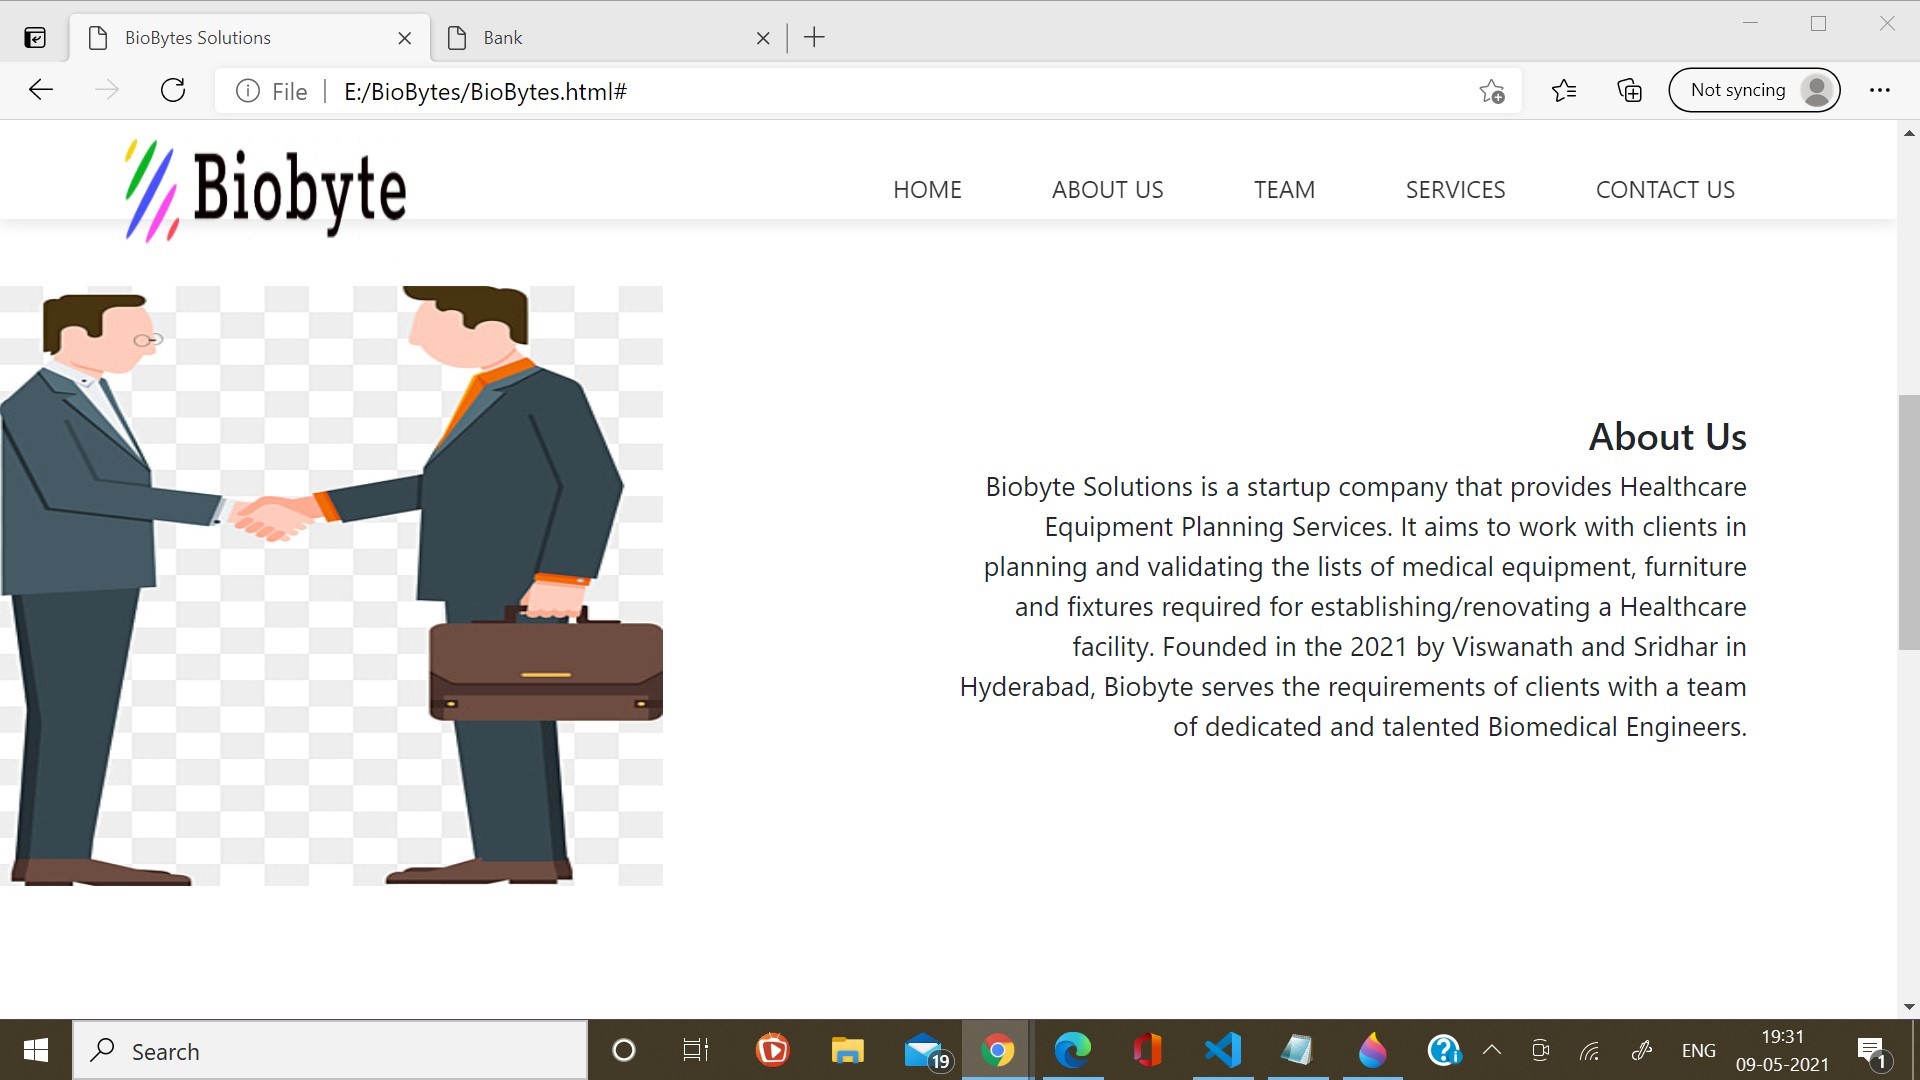 BioBytes Solutions
Bank
File
E:/BioBytes/BioBytes.html#
Not syncing
Biobyte
HOME ABOUT US TEAM SERVICES CONTACT US
About Us
Biobyte Solutions is a startup company that provides Healthcare
Equipment Planning Services. It aims to work with clients in
planning and validating the lists of medical equipment, furniture
and fixtures required for establishing/renovating a Healthcare
facility. Founded in the 2021 by Viswanath and Sridhar in
Hyderabad, Biobyte serves the requirements of clients with a team
of dedicated and talented Biomedical Engineers.
Search
19
ENG
19:31
09-05-2021
1